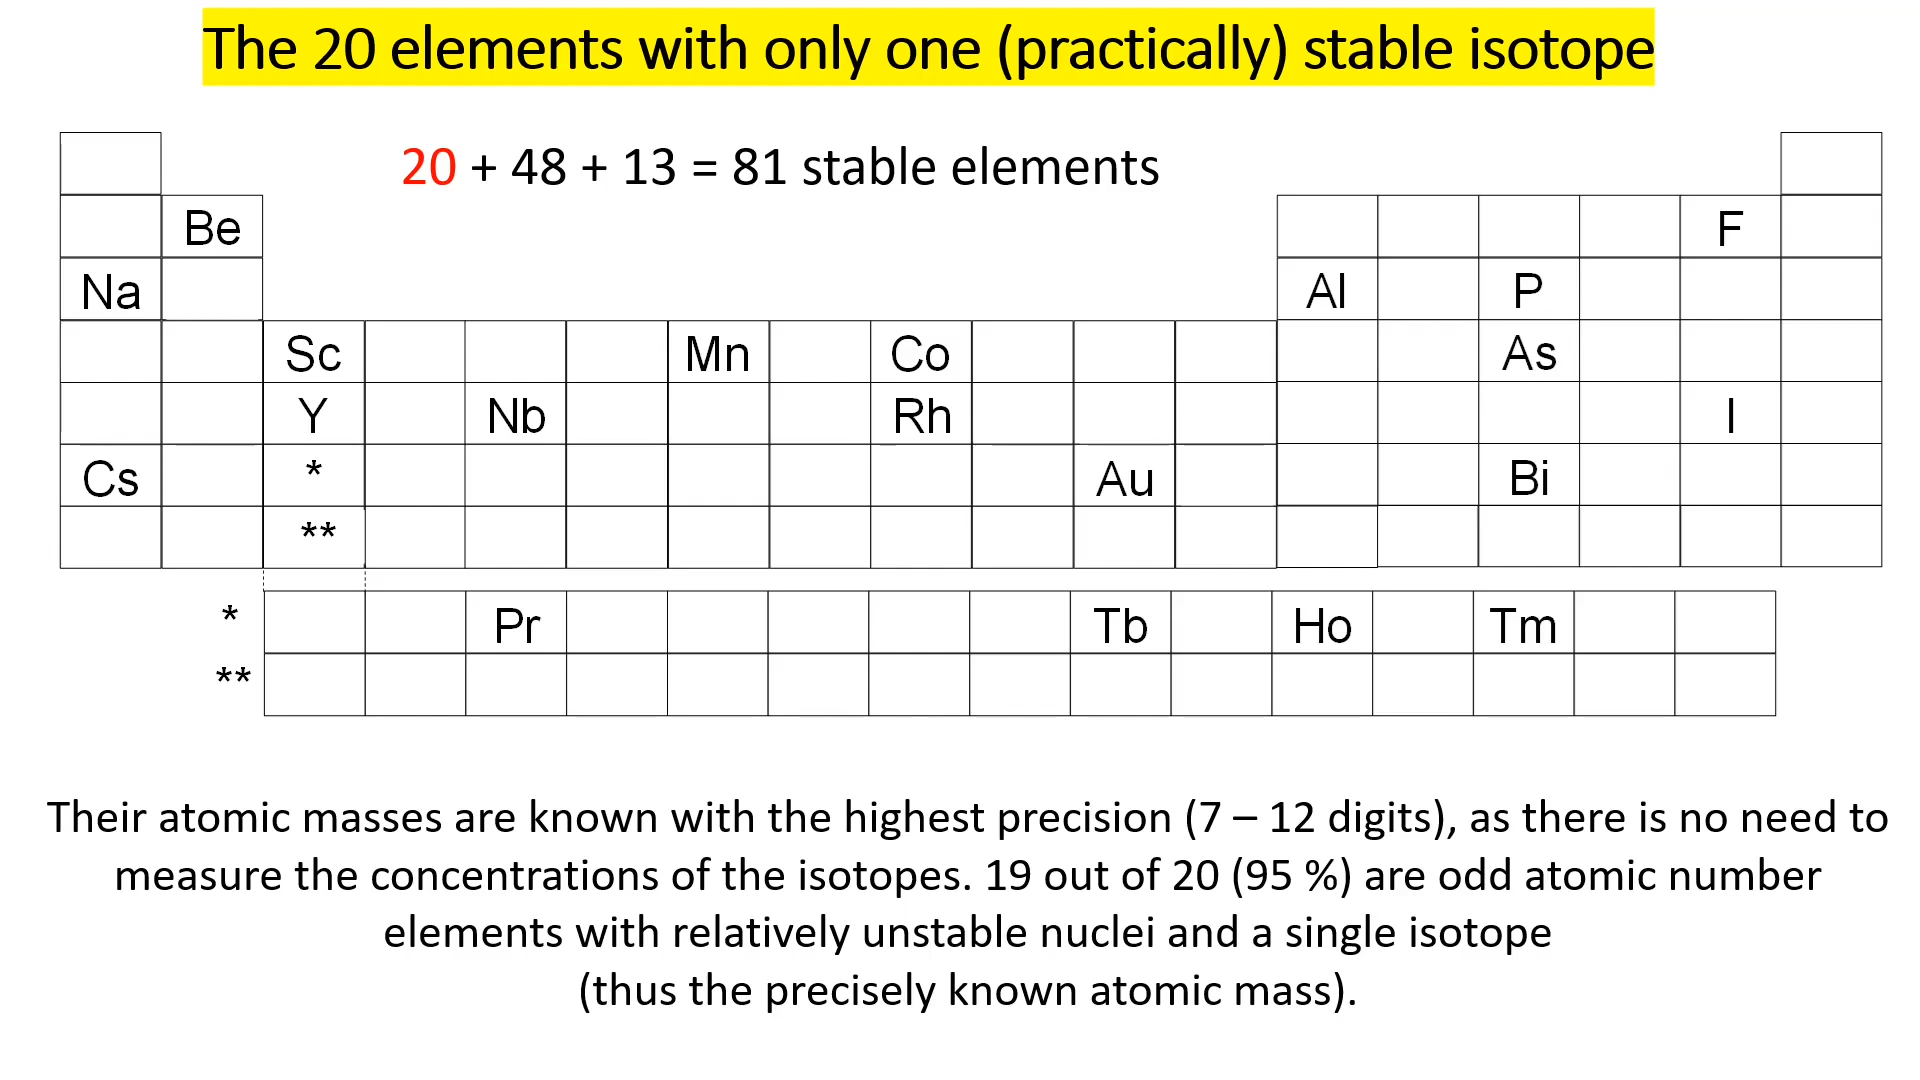 The 20 elements with only one (practically) stable isotope
20 + 48 + 13 = 81 stable elements
Be F
Na Al P
Sc Mn Co As
Y Nb Rh I
Cs * Au Bi
**
* Pr Tb Ho Tm
**
Their atomic masses are known with the highest precision (7 – 12 digits), as there is no need to
measure the concentrations of the isotopes. 19 out of 20 (95 %) are odd atomic number
elements with relatively unstable nuclei and a single isotope
(thus the precisely known atomic mass).